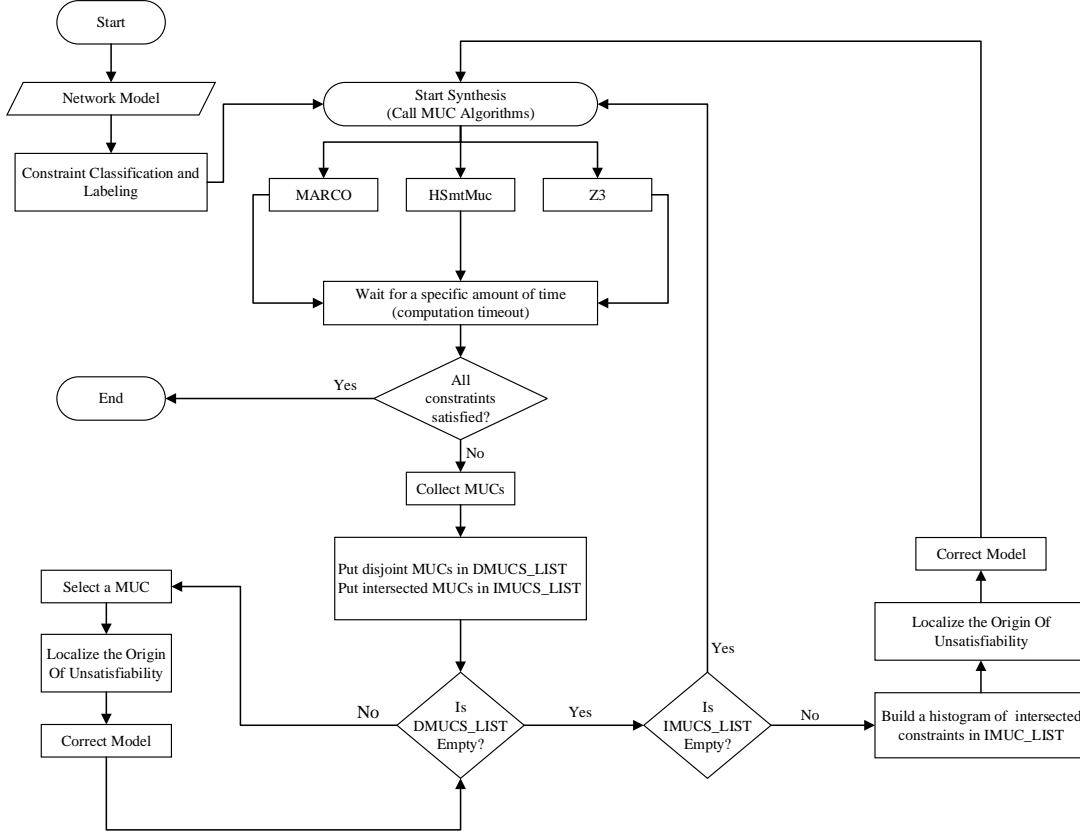 Start
Network Model
Constraint Classification and
Labeling
Start Synthesis
(Call MUC Algorithms)
MARCO
HSmtMuc
Z3
Wait for a specific amount of time
(computation timeout)
All
constraints
satisfied?
Yes
End
No
Collect MUCs
Put disjoint MUCs in DMUCS_LIST
Put intersected MUCs in IMUCS_LIST
Is
DMUCS_LIST
Empty?
No
Select a MUC
Localize the Origin
Of Unsatisfiability
Correct Model
Yes
Is
IMUCS_LIST
Empty?
Yes
No
Build a histogram of intersected
constraints in IMUC_LIST
Localize the Origin Of
Unsatisfiability
Correct Model